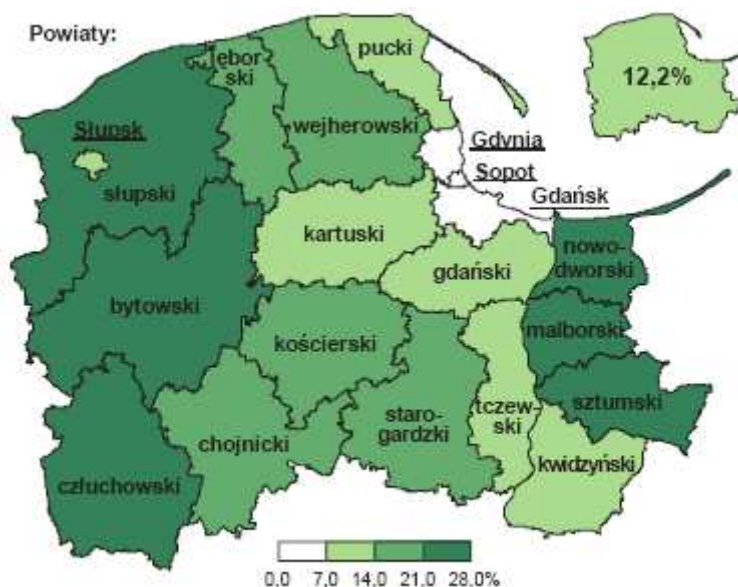 Powiaty:
pucki
12,2%
lębor-
ski
wejherowski
Słupsk
Gdynia
Sopot
Gdańsk
słupski
kartuski
gdański
nowo-
dworski
bytowski
malborski
kościerski
sztumski
staro-
gardzki
tczew-
ski
chojnicki
kwidzyński
człuchowski
0,0 7,0 14,0 21,0 28,0%